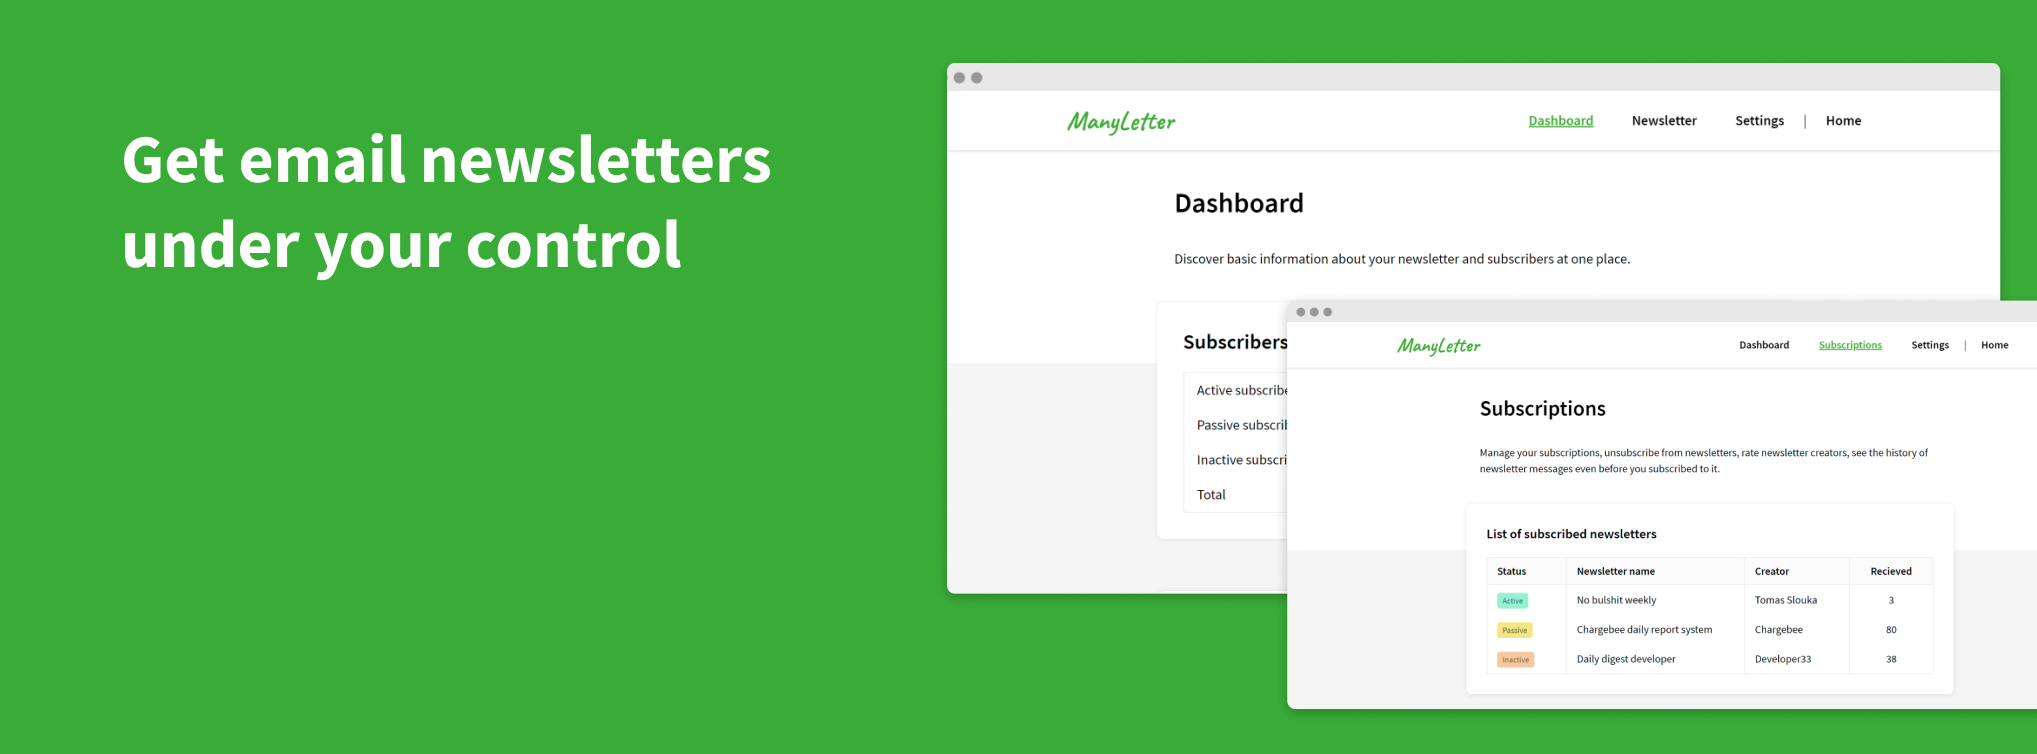 Get email newsletters
under your control
ManyLetter
Dashboard Newsletter Settings | Home
Dashboard
Discover basic information about your newsletter and subscribers at one place.
Subscribers
Active
Passive
Inactive
Total
ManyLetter
Dashboard Subscriptions Settings | Home
Subscriptions
Manage your subscriptions, unsubscribe from newsletters, rate newsletter creators, see the history of
newsletter messages even before you subscribed to it.
List of subscribed newsletters
Status Newsletter name Creator Recieved
Active No bulshit weekly Tomas Slouka 3
Passive Chargebee daily report system Chargebee 80
Inactive Daily digest developer Developer33 38